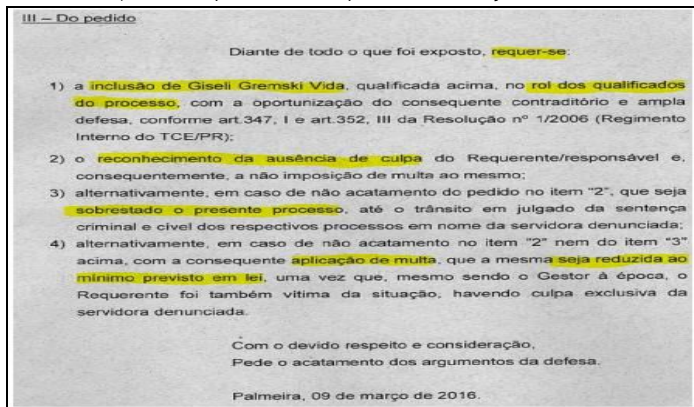 III – Do pedido
Diante de todo o que foi exposto, requer-se:
1) a inclusão de Giseli Gremski Vida, qualificada acima, no rol dos qualificados
do processo, com a oportunização do consequente contraditório e ampla
defesa, conforme art.347, I e art.352, III da Resolução nº 1/2006 (Regimento
Interno do TCE/PR);
2) o reconhecimento da ausência de culpa do Requerente/responsável e,
consequentemente, a não imposição de multa ao mesmo;
3) alternativamente, em caso de não acatamento do pedido no item "2", que seja
sobrestado o presente processo, até o trânsito em julgado da sentença
criminal e cível dos respectivos processos em nome da servidora denunciada;
4) alternativamente, em caso de não acatamento no item "2" nem do item "3"
acima, com a consequente aplicação de multa, que a mesma seja reduzida ao
mínimo previsto em lei, uma vez que, mesmo sendo o Gestor à época, o
Requerente foi também vítima da situação, havendo culpa exclusiva da
servidora denunciada.
Com o devido respeito e consideração,
Pede o acatamento dos argumentos da defesa.
Palmeira, 09 de março de 2016.